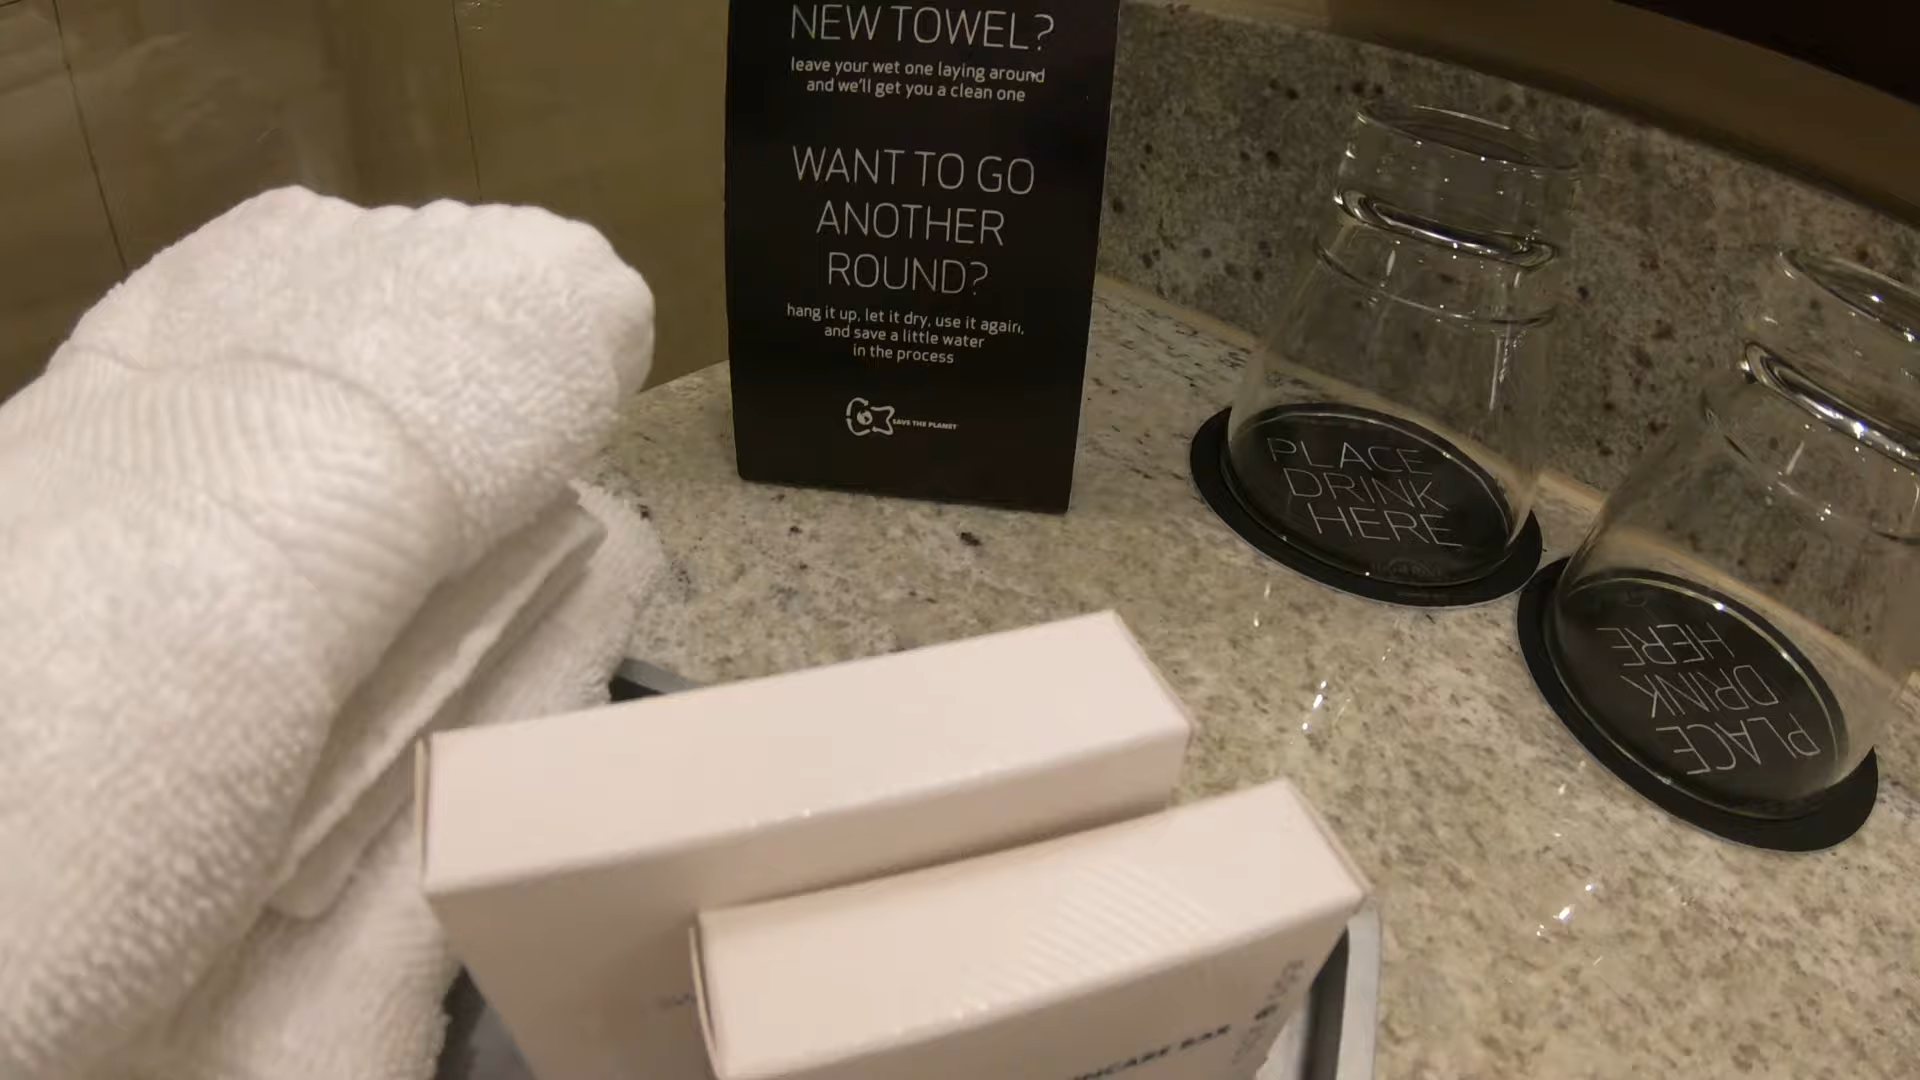 NEW TOWEL?
leave your wet one laying around
and we'll get you a clean one
WANT TO GO
ANOTHER
ROUND?
hang it up, let it dry, use it again,
and save a little water
in the process
SAVE THE PLANET
PLACE
DRINK
HERE
PLACE
DRINK
HERE
BAR